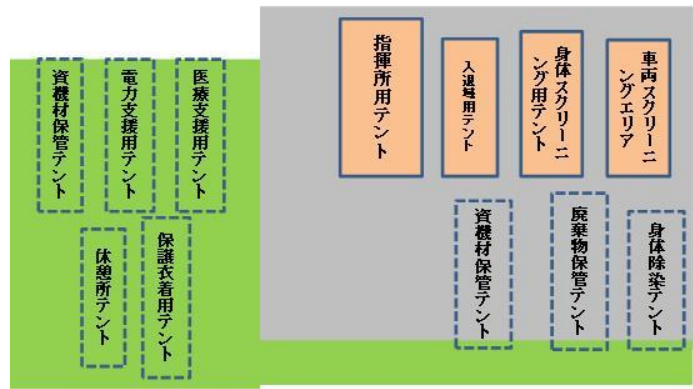 資機材保管テント
電力支援用テント
医療支援用テント
休憩所テント
保護衣着用テント
指揮所用テント
入退域用テント
身体スクリーニ
ング用テント
車両スクリーニ
ングエリア
資機材保管テント
廃棄物保管テント
身体除染テント